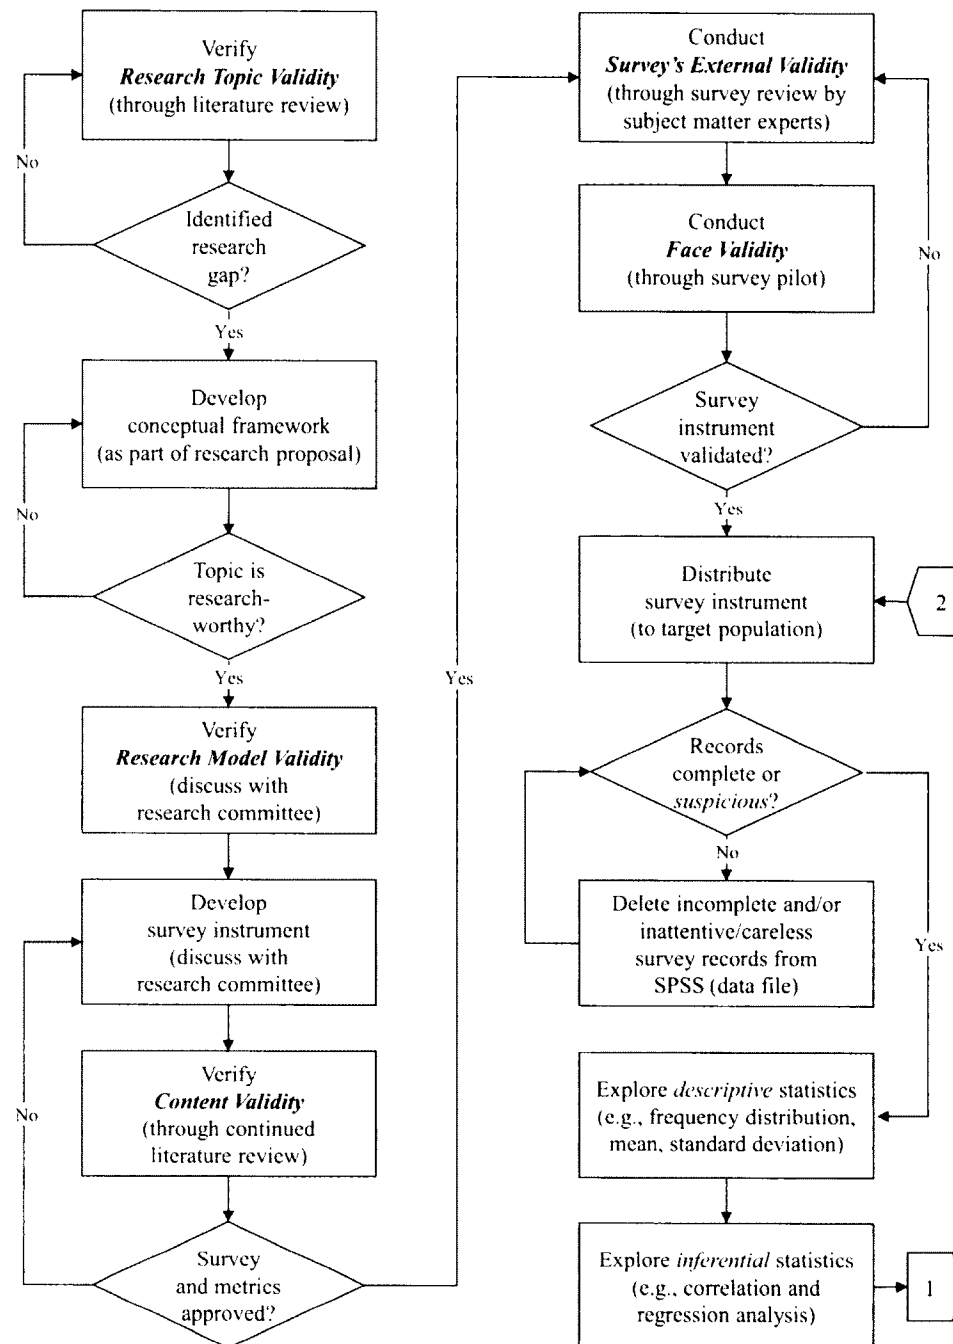 Verify
Research Topic Validity
(through literature review)
No
Identified
research
gap?
Yes
Develop
conceptual framework
(as part of research proposal)
No
Topic is
research-
worthy?
Yes
Verify
Research Model Validity
(discuss with
research committee)
Develop
survey instrument
(discuss with
research committee)
Verify
Content Validity
(through continued
literature review)
No
Survey
and metrics
approved?
Yes
Conduct
Survey's External Validity
(through survey review by
subject matter experts)
Conduct
Face Validity
(through survey pilot)
No
Survey
instrument
validated?
Yes
Distribute
survey instrument
(to target population)
2
Records
complete or
suspicious?
No
Delete incomplete and/or
inattentive/careless
survey records from
SPSS (data file)
Yes
Explore descriptive statistics
(e.g., frequency distribution,
mean, standard deviation)
Explore inferential statistics
(e.g., correlation and
regression analysis)
1